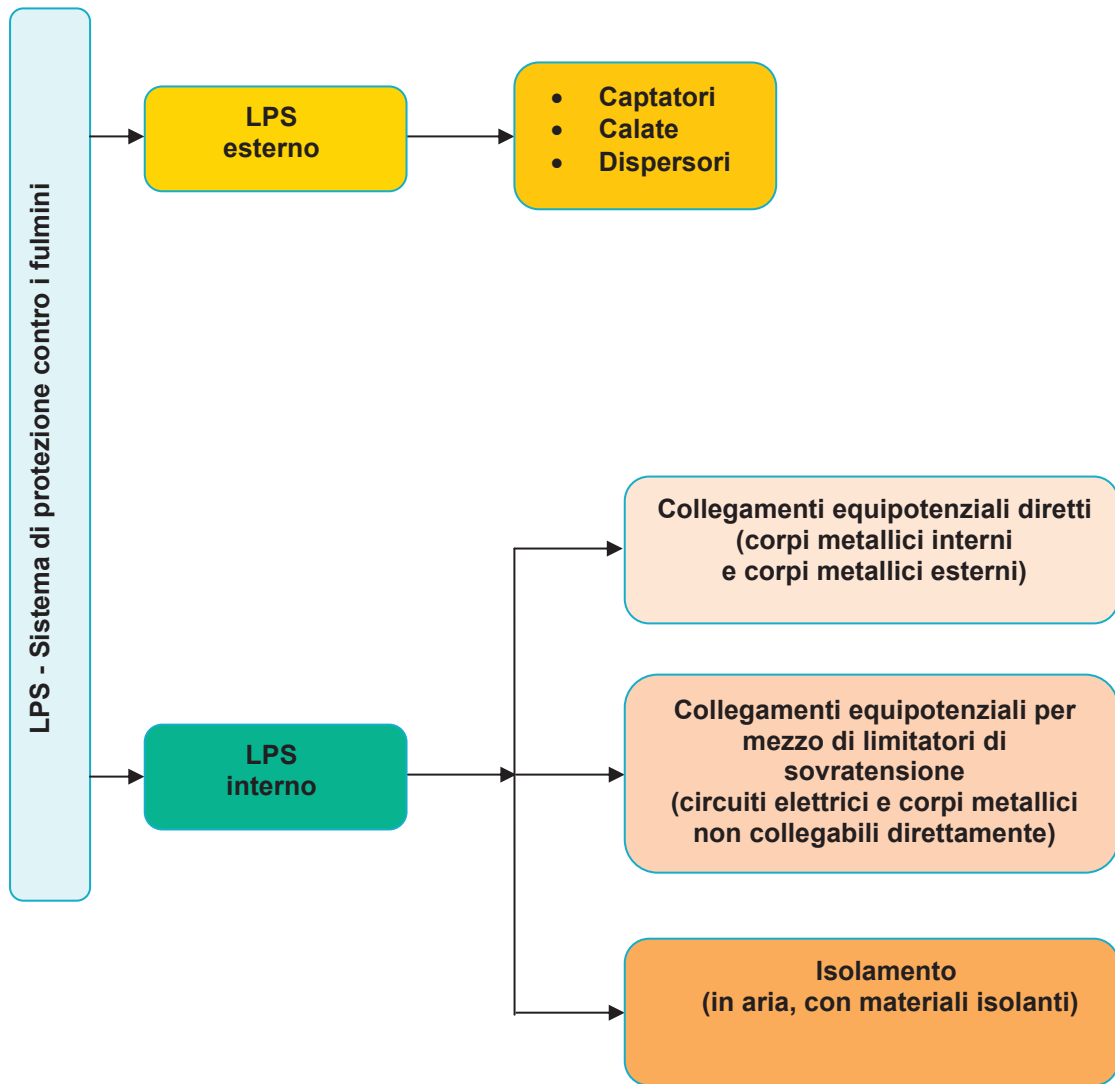 LPS - Sistema di protezione contro i fulmini
LPS
esterno
• Captatori
• Calate
• Dispersori
LPS
interno
Collegamenti equipotenziali diretti
(corpi metallici interni
e corpi metallici esterni)
Collegamenti equipotenziali per
mezzo di limitatori di
sovratensione
(circuiti elettrici e corpi metallici
non collegabili direttamente)
Isolamento
(in aria, con materiali isolanti)